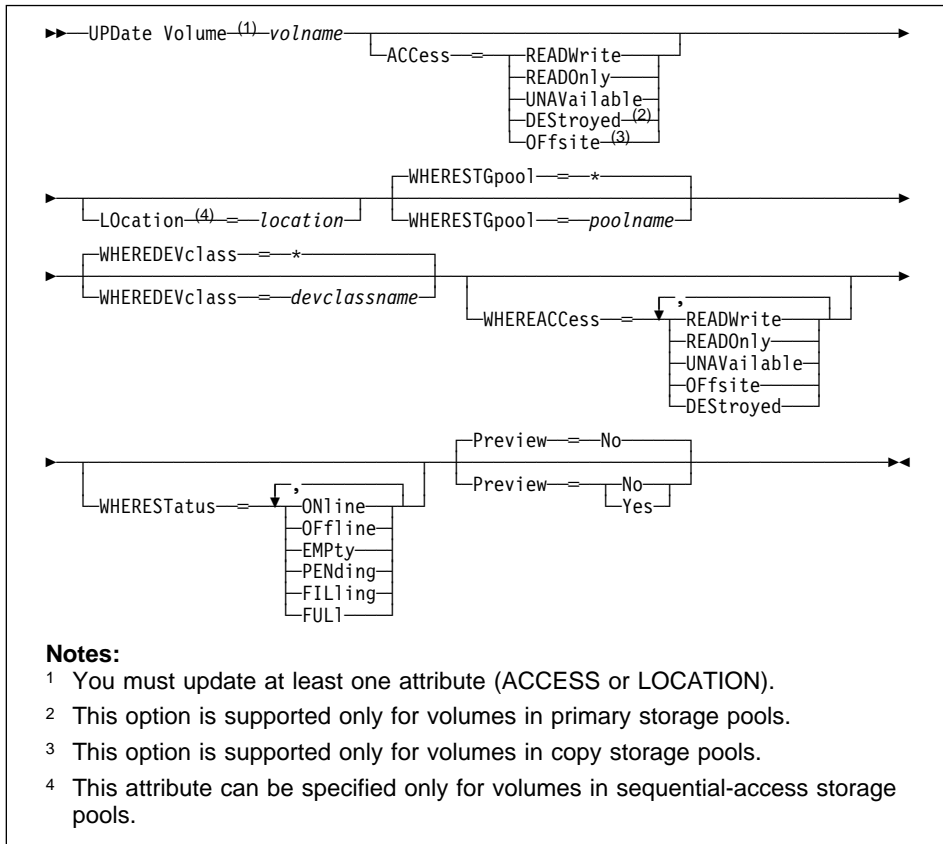 UPDate Volume (1) volname
ACCess = READWrite
READOnly
UNAVailable
DEStroyed (2)
OFfsite (3)
WHERESTGpool = *
LOcation (4) = location WHERESTGpool = poolname
WHEREDEVclass = *
WHEREDEVclass = devclassname
,
WHEREACCess = READWrite
READOnly
UNAVailable
OFfsite
DEStroyed
Preview = No
, Preview = No
WHERESTatus = ONline Yes
OFfline
EMPty
PENding
FILling
FULl
Notes:
1 You must update at least one attribute (ACCESS or LOCATION).
2 This option is supported only for volumes in primary storage pools.
3 This option is supported only for volumes in copy storage pools.
4 This attribute can be specified only for volumes in sequential-access storage
pools.